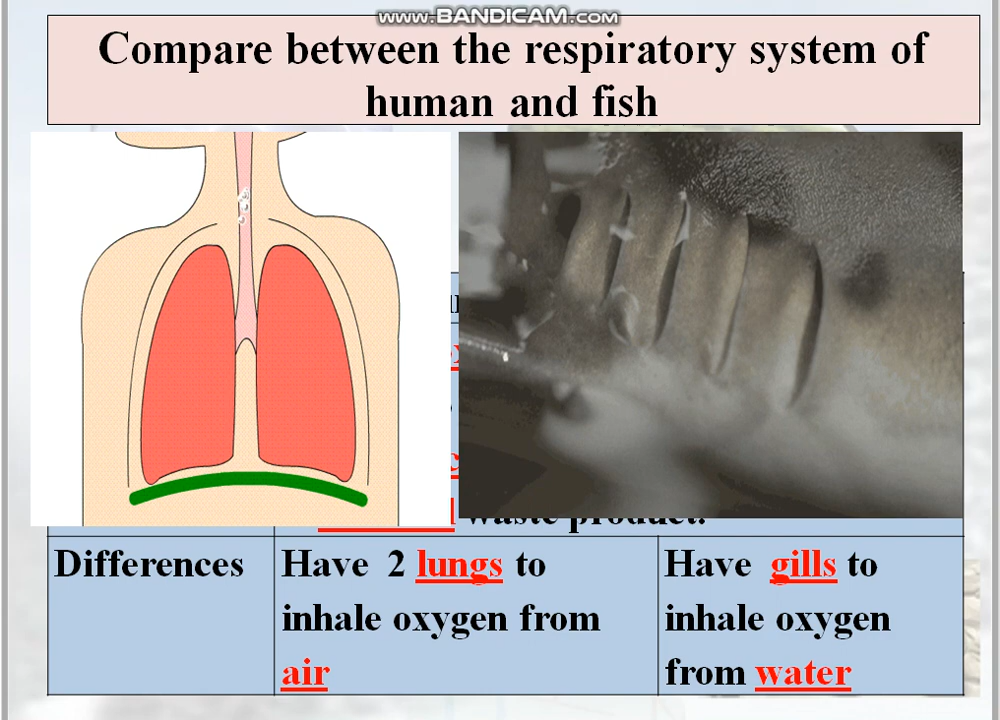 www.BANDICAM.com
Compare between the respiratory system of
human and fish
waste product.
Differences
Have 2 lungs to
inhale oxygen from
air
Have gills to
inhale oxygen
from water